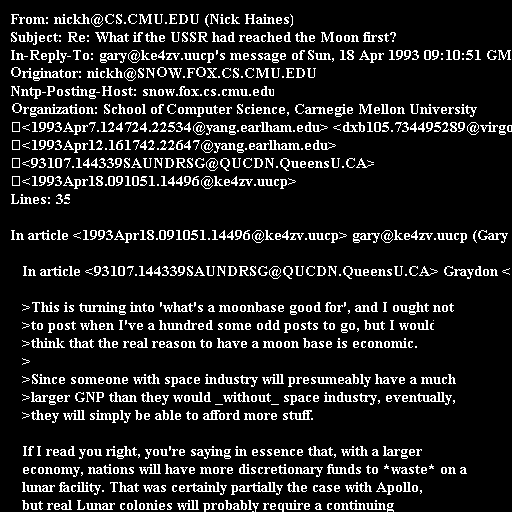 From: nickh@CS.CMU.EDU (Nick Haines)
Subject: Re: What if the USSR had reached the Moon first?
In-Reply-To: gary@ke4zv.uucp's message of Sun, 18 Apr 1993 09:10:51 GM
Originator: nickh@SNOW.FOX.CS.CMU.EDU
Nntp-Posting-Host: snow.fox.cs.cmu.edu
Organization: School of Computer Science, Carnegie Mellon University
<1993Apr7.124724.22534@yang.earlham.edu> <dxb105.734495289@virgo
<1993Apr12.161742.22647@yang.earlham.edu>
<93107.144339SAUNDRSG@QUCDN.QueensU.CA>
<1993Apr18.091051.14496@ke4zv.uucp>
Lines: 35
In article <1993Apr18.091051.14496@ke4zv.uucp> gary@ke4zv.uucp (Gary
In article <93107.144339SAUNDRSG@QUCDN.QueensU.CA> Graydon <
>This is turning into 'what's a moonbase good for', and I ought not
>to post when I've a hundred some odd posts to go, but I would
>think that the real reason to have a moon base is economic.
>
>Since someone with space industry will presumeably have a much
>larger GNP than they would _without_ space industry, eventually,
>they will simply be able to afford more stuff.
If I read you right, you're saying in essence that, with a larger
economy, nations will have more discretionary funds to *waste* on a
lunar facility. That was certainly partially the case with Apollo,
but real Lunar colonies will probably require a continuing